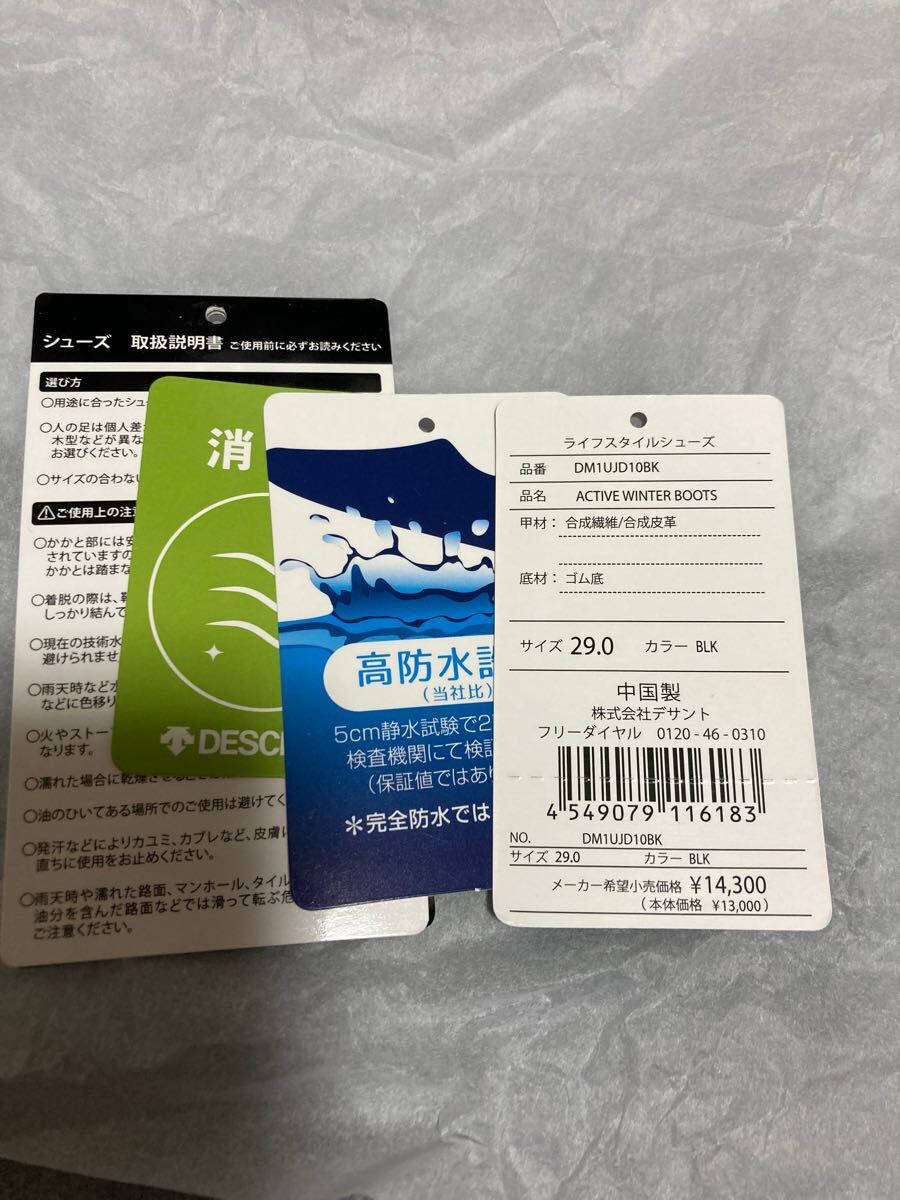 シューズ 取扱説明書 ご使用前に必ずお読みください
選び方
○用途に合ったシュ
○人の足は個人差
木型などが異な
お選びください。
○サイズの合わない
⚠ご使用上の注意
○かかと部には安
されていますの
かかとは踏まな
○着脱の際は、靴
しっかり結んで
○現在の技術水
避けられませ
○雨天時など水
などに色移り
○火やストー
なります。
○濡れた場合に乾燥させるときは
○油のひいてある場所でのご使用は避けてく
○発汗などによりカユミ、カブレなど、皮膚に
直ちに使用をお止めください。
○雨天時や濡れた路面、マンホール、タイル
油分を含んだ路面などでは滑って転ぶ危
ご注意ください。
消
DESC
高防水設
(当社比)
5cm静水試験で2
検査機関にて検証
(保証値ではあり
＊完全防水では
ライフスタイルシューズ
品番 DM1UJD10BK
品名 ACTIVE WINTER BOOTS
甲材： 合成繊維/合成皮革
底材： ゴム底
サイズ 29.0 カラー BLK
中国製
株式会社デサント
フリーダイヤル 0120-46-0310
4 549079 116183
NO. DM1UJD10BK
サイズ 29.0 カラー BLK
メーカー希望小売価格 ¥14,300
(本体価格 ¥13,000)